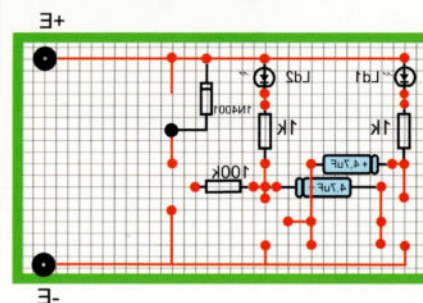 E+
Ld2
Ld1
1N4001
1k
1k
+ 4,7uF
100k
4,7uF +
E-